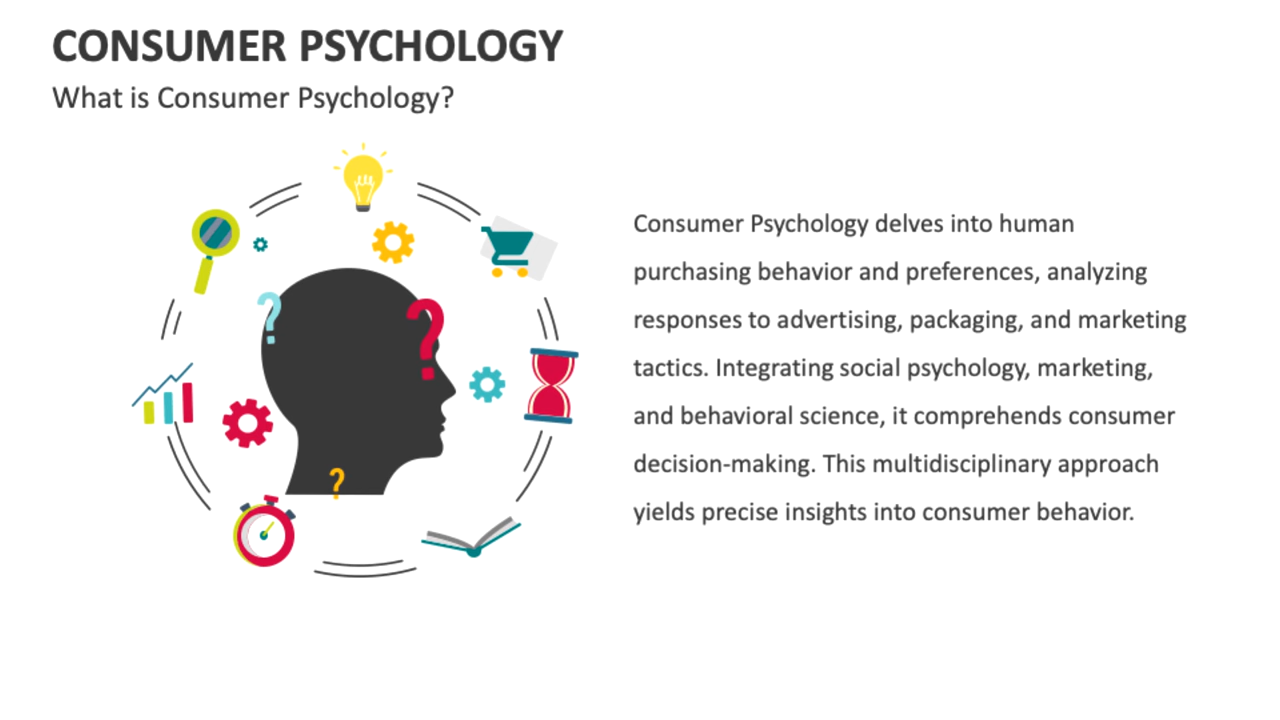 CONSUMER PSYCHOLOGY
What is Consumer Psychology?
Consumer Psychology delves into human
purchasing behavior and preferences, analyzing
responses to advertising, packaging, and marketing
tactics. Integrating social psychology, marketing,
and behavioral science, it comprehends consumer
decision-making. This multidisciplinary approach
yields precise insights into consumer behavior.
?
?
?